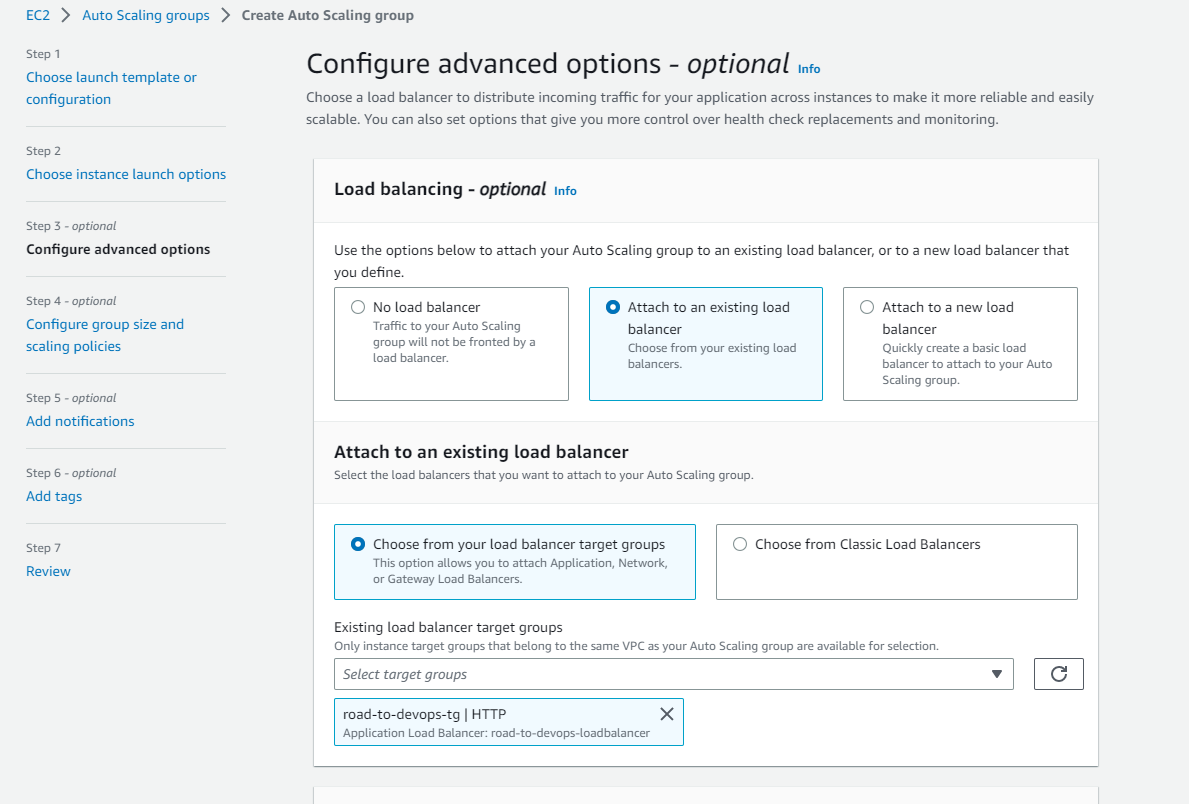 EC2 > Auto Scaling groups > Create Auto Scaling group
Step 1
Choose launch template or
configuration
Step 2
Choose instance launch options
Step 3 - optional
Configure advanced options
Step 4 - optional
Configure group size and
scaling policies
Step 5 - optional
Add notifications
Step 6 - optional
Add tags
Step 7
Review
Configure advanced options - optional Info
Choose a load balancer to distribute incoming traffic for your application across instances to make it more reliable and easily
scalable. You can also set options that give you more control over health check replacements and monitoring.
Load balancing - optional Info
Use the options below to attach your Auto Scaling group to an existing load balancer, or to a new load balancer that
you define.
No load balancer
Traffic to your Auto Scaling
group will not be fronted by a
load balancer.
Attach to an existing load
balancer
Choose from your existing load
balancers.
Attach to a new load
balancer
Quickly create a basic load
balancer to attach to your Auto
Scaling group.
Attach to an existing load balancer
Select the load balancers that you want to attach to your Auto Scaling group.
Choose from your load balancer target groups
This option allows you to attach Application, Network,
or Gateway Load Balancers.
Choose from Classic Load Balancers
Existing load balancer target groups
Only instance target groups that belong to the same VPC as your Auto Scaling group are available for selection.
Select target groups
road-to-devops-tg | HTTP
Application Load Balancer: road-to-devops-loadbalancer